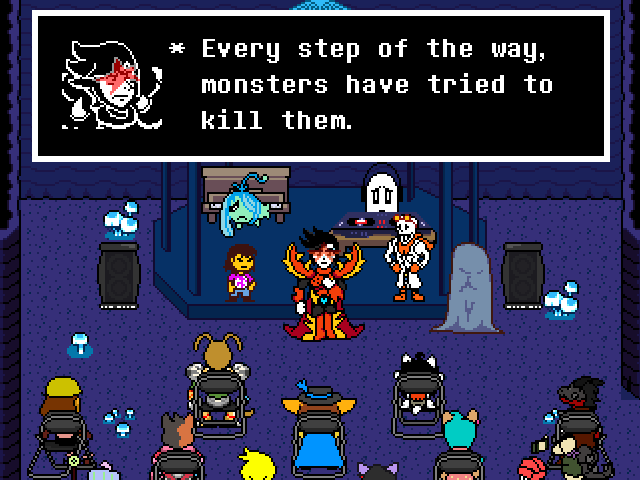 * Every step of the way,
monsters have tried to
kill them.